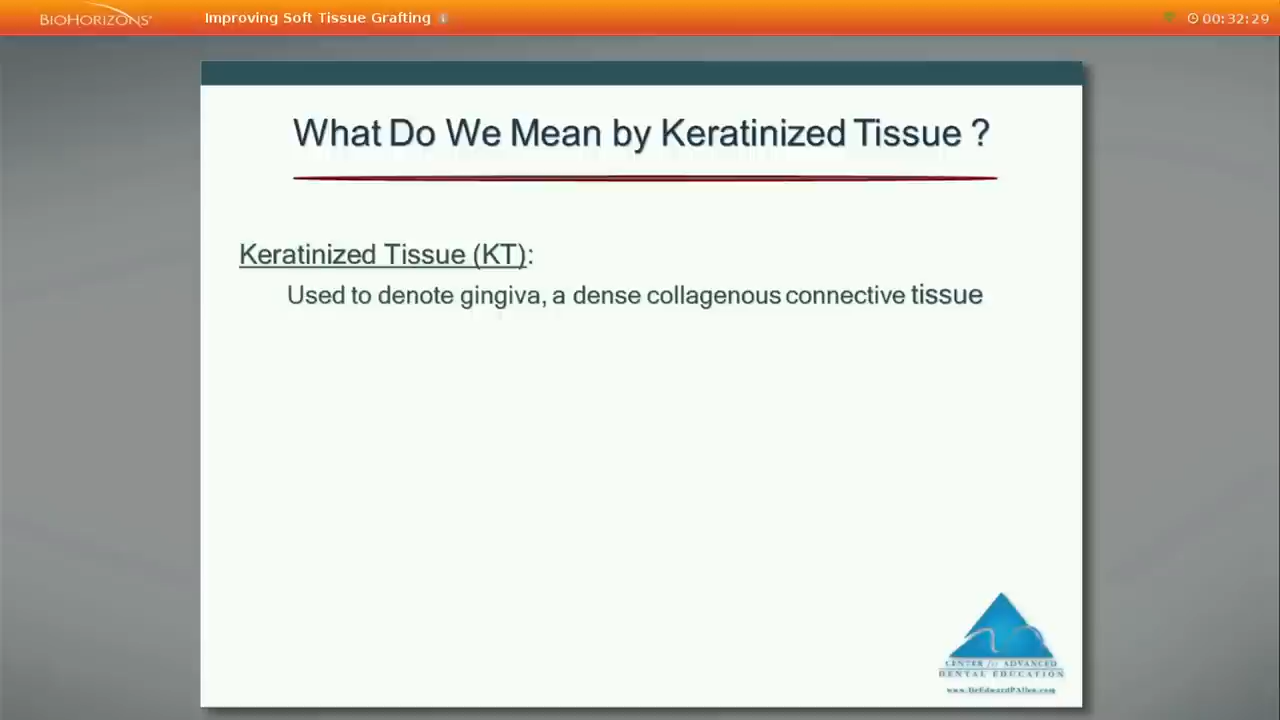 BIOHORIZONS®
Improving Soft Tissue Grafting
00:32:29
What Do We Mean by Keratinized Tissue ?
Keratinized Tissue (KT):
Used to denote gingiva, a dense collagenous connective tissue
CENTER for ADVANCED
DENTAL EDUCATION
www.DrEdwardPAllen.com